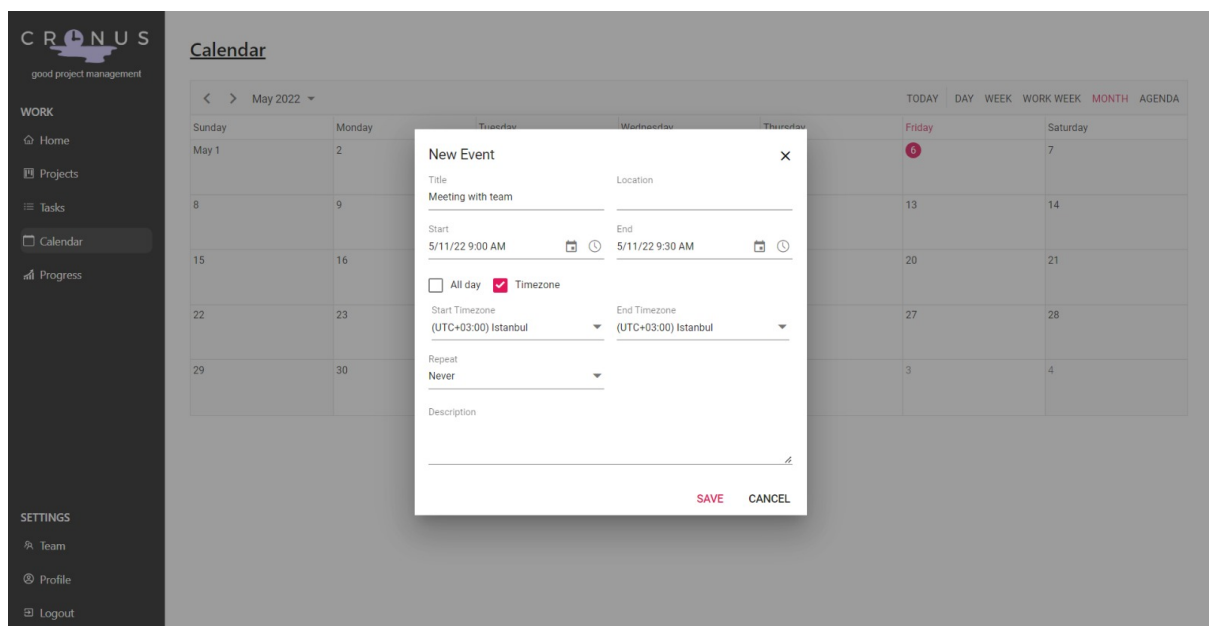 CRONUS
good project management
WORK
Home
Projects
Tasks
Calendar
Progress
SETTINGS
Team
Profile
Logout
Calendar
May 2022
TODAY DAY WEEK WORK WEEK MONTH AGENDA
Sunday Monday Tuesday Wednesday Thursday Friday Saturday
May 1 2 6 7
8 9 13 14
15 16 20 21
22 23 27 28
29 30 3 4
New Event
Title Location
Meeting with team
Start End
5/11/22 9:00 AM 5/11/22 9:30 AM
All day Timezone
Start Timezone End Timezone
(UTC+03:00) Istanbul (UTC+03:00) Istanbul
Repeat
Never
Description
SAVE CANCEL